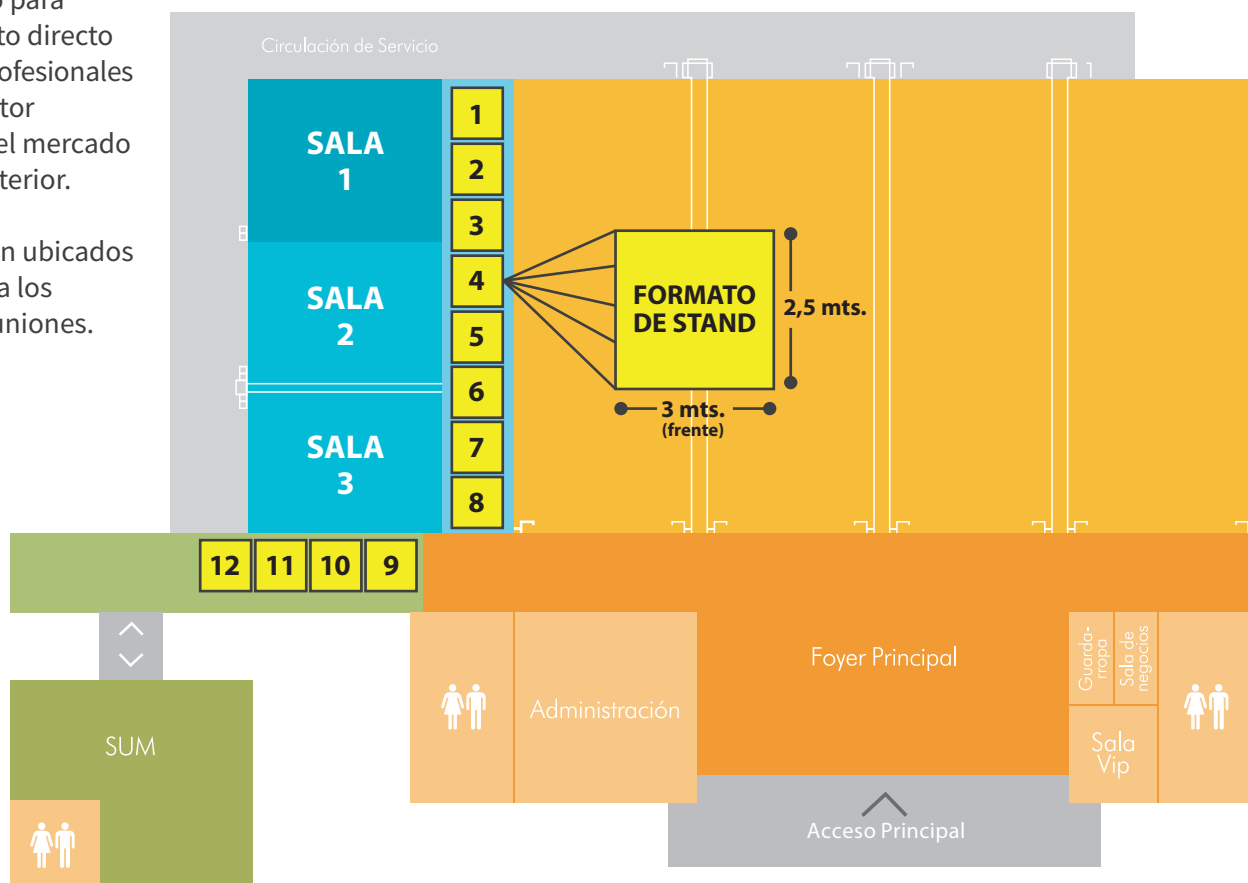 para
to directo
ofesionales
tor
el mercado
terior.
n ubicados
a los
uniones.
Circulación de Servicio
SALA
1
SALA
2
SALA
3
1
2
3
4
5
6
7
8
FORMATO
DE STAND
2,5 mts.
3 mts.
(frente)
12
11
10
9
SUM
Administración
Foyer Principal
Guarda-
rropa
Sala de
negocios
Sala
Vip
Acceso Principal